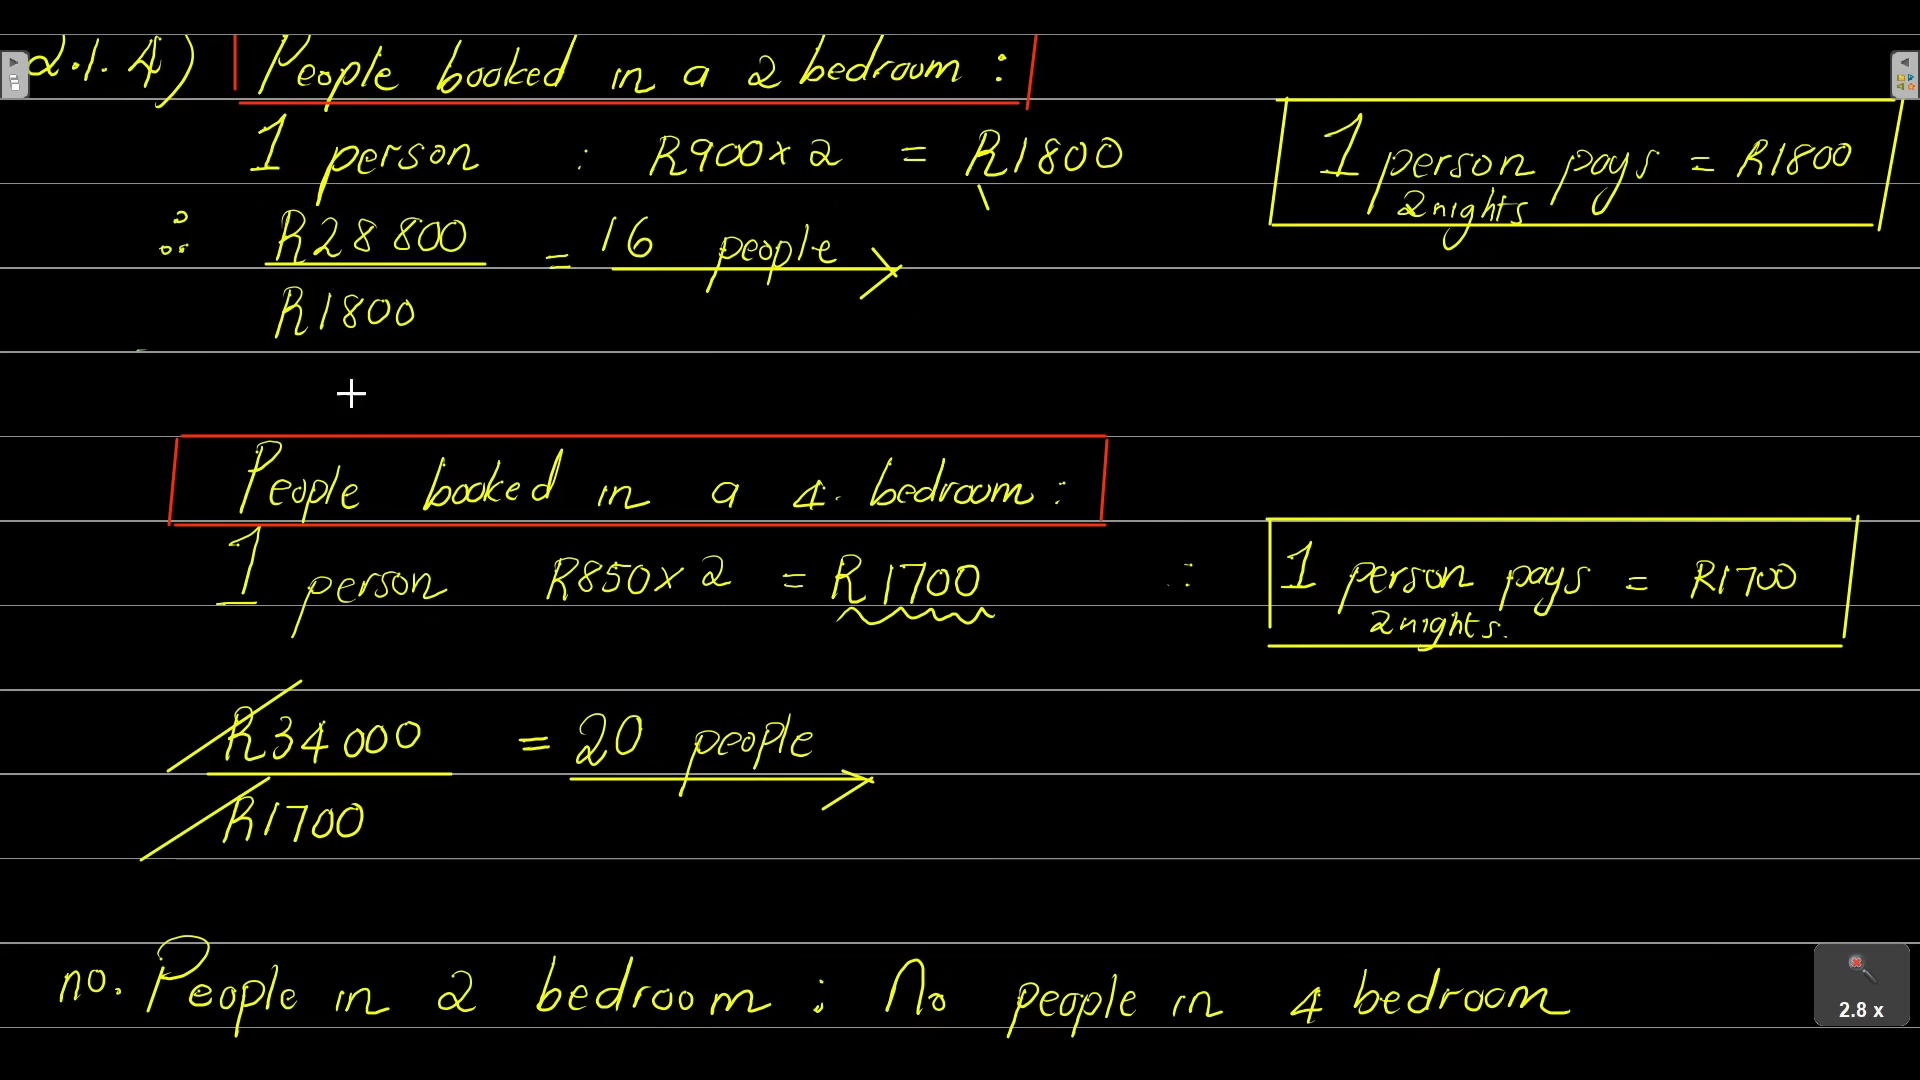 2.1.4) People booked in a 2 bedroom :
1 person : R900 x 2 = R1800
1 person pays = R1800
2 nights
∴ R28 800 = 16 people
R1800
People booked in a 4 bedroom :
1 person R850 x 2 = R1700 ∴
1 person pays = R1700
2 nights.
R34 000 = 20 people
R1700
no. People in 2 bedroom ; No people in 4 bedroom
2.8 x